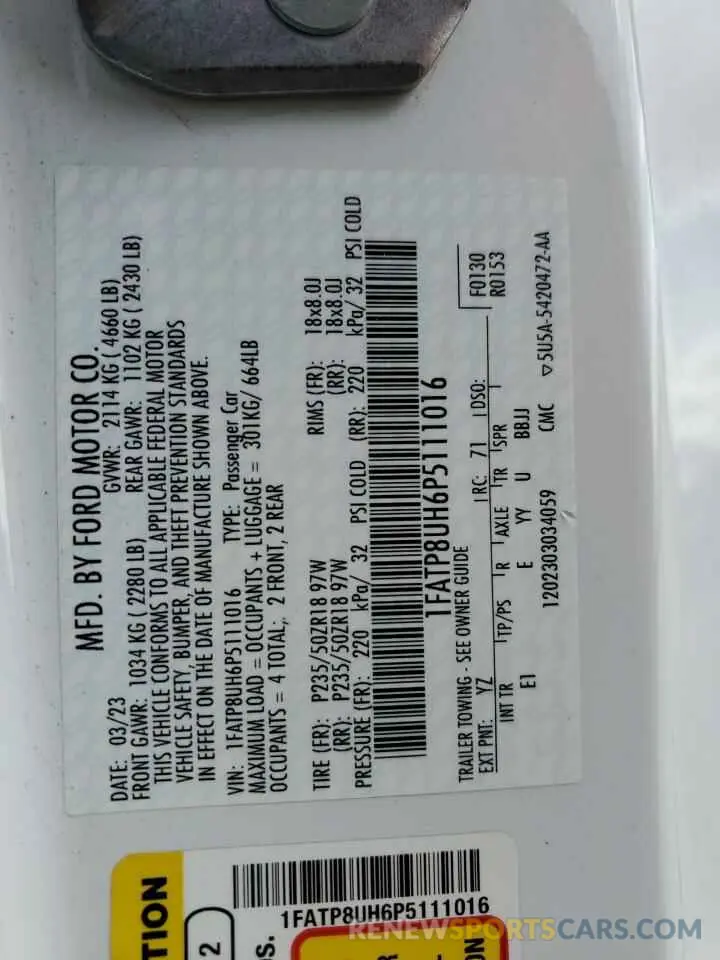 MFD. BY FORD MOTOR CO.
DATE: 03/23 GVWR: 2114 KG ( 4660 LB)
FRONT GAWR: 1034 KG ( 2280 LB) REAR GAWR: 1102 KG ( 2430 LB)
THIS VEHICLE CONFORMS TO ALL APPLICABLE FEDERAL MOTOR
VEHICLE SAFETY, BUMPER, AND THEFT PREVENTION STANDARDS
IN EFFECT ON THE DATE OF MANUFACTURE SHOWN ABOVE.
VIN: 1FATP8UH6P5111016 TYPE: Passenger Car
MAXIMUM LOAD = OCCUPANTS + LUGGAGE = 301KG/ 664LB
OCCUPANTS = 4 TOTAL; 2 FRONT, 2 REAR
TIRE (FR): P235/50ZR18 97W RIMS (FR): 18x8.0J
(RR): P235/50ZR18 97W (RR): 18x8.0J
PRESSURE (FR): 220 kPa/ 32 PSI COLD (RR): 220 kPa/ 32 PSI COLD
1FATP8UH6P5111016
TRAILER TOWING - SEE OWNER GUIDE F0130
EXT PNT: YZ RC: 71 DSO: R0153
INT TR TP/PS R AXLE TR SPR
E1 E YY U BBJJ
1202303034059 CMC ▽5U5A-5420472-AA
1FATP8UH6P5111016
TION
2
RENEWSPORTSCARS.COM